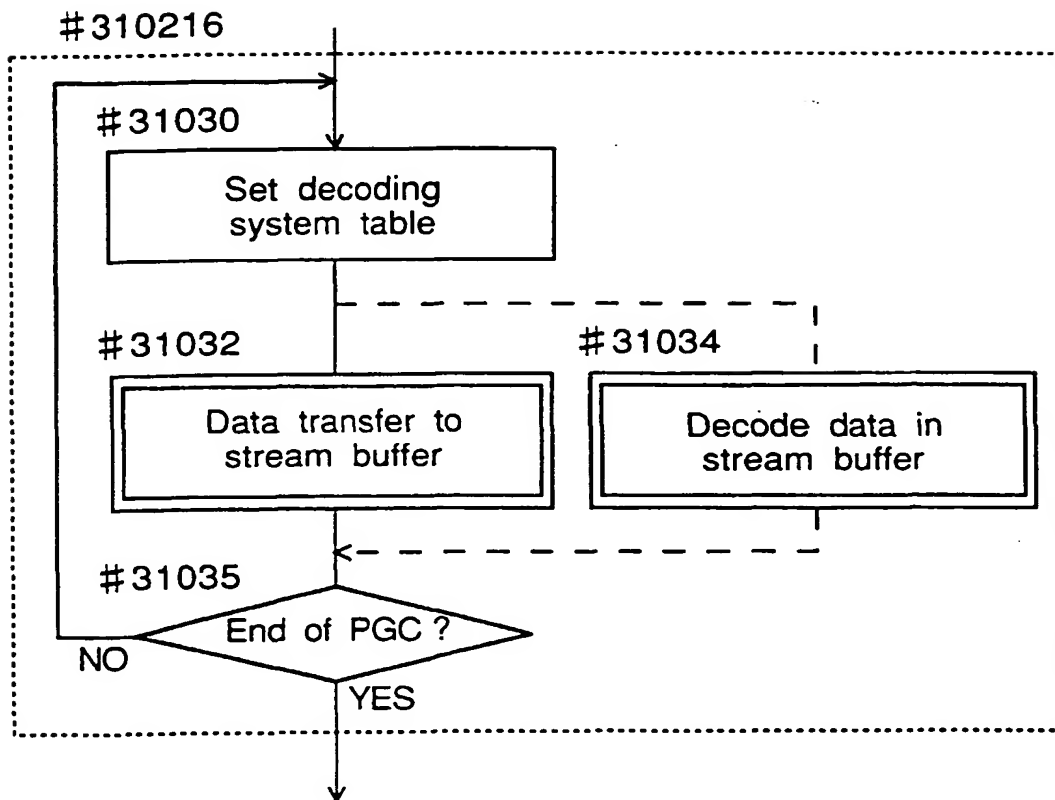 #310216
#31030
Set decoding
system table
#31032
#31034
Data transfer to
stream buffer
Decode data in
stream buffer
#31035
End of PGC?
NO
YES